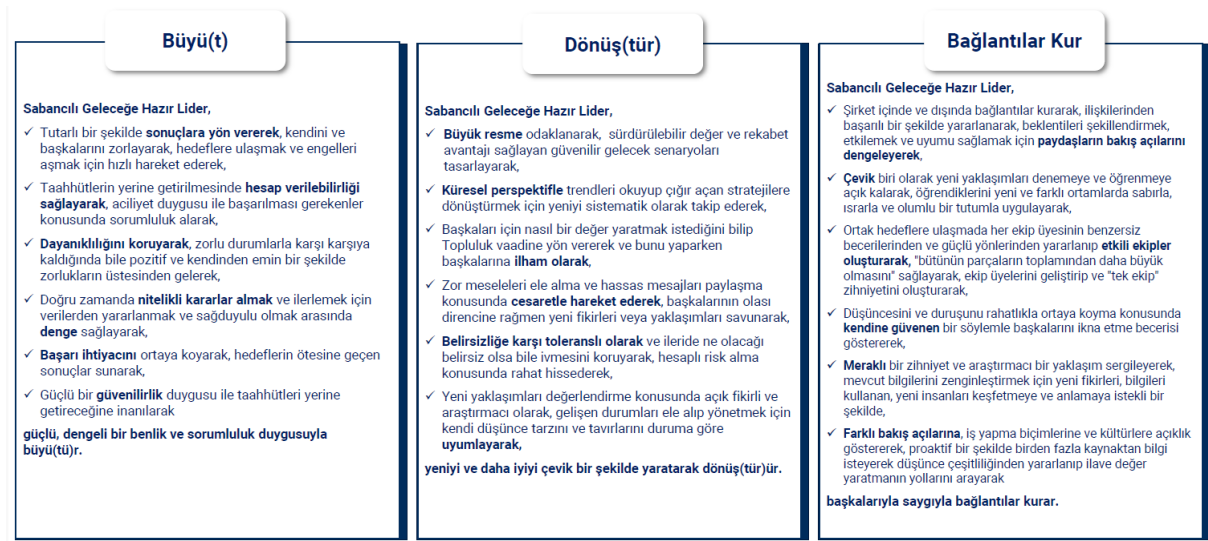 Büyü(t)
Sabancılı Geleceğe Hazır Lider,
✓ Tutarlı bir şekilde sonuçlara yön vererek, kendini ve
başkalarını zorlayarak, hedeflere ulaşmak ve engelleri
aşmak için hızlı hareket ederek,
✓ Taahhütlerin yerine getirilmesinde hesap verilebilirliği
sağlayarak, aciliyet duygusu ile başarılması gerekenler
konusunda sorumluluk alarak,
✓ Dayanıklılığını koruyarak, zorlu durumlarla karşı karşıya
kaldığında bile pozitif ve kendinden emin bir şekilde
zorlukların üstesinden gelerek,
✓ Doğru zamanda nitelikli kararlar almak ve ilerlemek için
verilerden yararlanmak ve sağduyulu olmak arasında
denge sağlayarak,
✓ Başarı ihtiyacını ortaya koyarak, hedeflerin ötesine geçen
sonuçlar sunarak,
✓ Güçlü bir güvenilirlik duygusu ile taahhütleri yerine
getireceğine inanılarak
güçlü, dengeli bir benlik ve sorumluluk duygusuyla
büyü(tü)r.
Dönüş(tür)
Sabancılı Geleceğe Hazır Lider,
✓ Büyük resme odaklanarak, sürdürülebilir değer ve rekabet
avantajı sağlayan güvenilir gelecek senaryoları
tasarlayarak,
✓ Küresel perspektifle trendleri okuyup çığır açan stratejilere
dönüştürmek için yeniyi sistematik olarak takip ederek,
✓ Başkaları için nasıl bir değer yaratmak istediğini bilip
Topluluk vaadine yön vererek ve bunu yaparken
başkalarına ilham olarak,
✓ Zor meseleleri ele alma ve hassas mesajları paylaşma
konusunda cesaretle hareket ederek, başkalarının olası
direncine rağmen yeni fikirleri veya yaklaşımları savunarak,
✓ Belirsizliğe karşı toleranslı olarak ve ileride ne olacağı
belirsiz olsa bile ivmesini koruyarak, hesaplı risk alma
konusunda rahat hissederek,
✓ Yeni yaklaşımları değerlendirme konusunda açık fikirli ve
araştırmacı olarak, gelişen durumları ele alıp yönetmek için
kendi düşünce tarzını ve tavırlarını duruma göre
uyumlayarak,
yeniyi ve daha iyiyi çevik bir şekilde yaratarak dönüş(tür)ür.
Bağlantılar Kur
Sabancılı Geleceğe Hazır Lider,
✓ Şirket içinde ve dışında bağlantılar kurarak, ilişkilerinden
başarılı bir şekilde yararlanarak, beklentileri şekillendirmek,
etkilemek ve uyumu sağlamak için paydaşların bakış açılarını
dengeleyerek,
✓ Çevik biri olarak yeni yaklaşımları denemeye ve öğrenmeye
açık kalarak, öğrendiklerini yeni ve farklı ortamlarda sabırla,
ısrarla ve olumlu bir tutumla uygulayarak,
✓ Ortak hedeflere ulaşmada her ekip üyesinin benzersiz
becerilerinden ve güçlü yönlerinden yararlanıp etkili ekipler
oluşturarak, "bütünün parçaların toplamından daha büyük
olmasını" sağlayarak, ekip üyelerini geliştirip ve "tek ekip"
zihniyetini oluşturarak,
✓ Düşüncesini ve duruşunu rahatlıkla ortaya koyma konusunda
kendine güvenen bir söylemle başkalarını ikna etme becerisi
göstererek,
✓ Meraklı bir zihniyet ve araştırmacı bir yaklaşım sergileyerek,
mevcut bilgilerini zenginleştirmek için yeni fikirleri, bilgileri
kullanan, yeni insanları keşfetmeye ve anlamaya istekli bir
şekilde,
✓ Farklı bakış açılarına, iş yapma biçimlerine ve kültürlere açıklık
göstererek, proaktif bir şekilde birden fazla kaynaktan bilgi
isteyerek düşünce çeşitliliğinden yararlanıp ilave değer
yaratmanın yollarını arayarak
başkalarıyla saygıyla bağlantılar kurar.